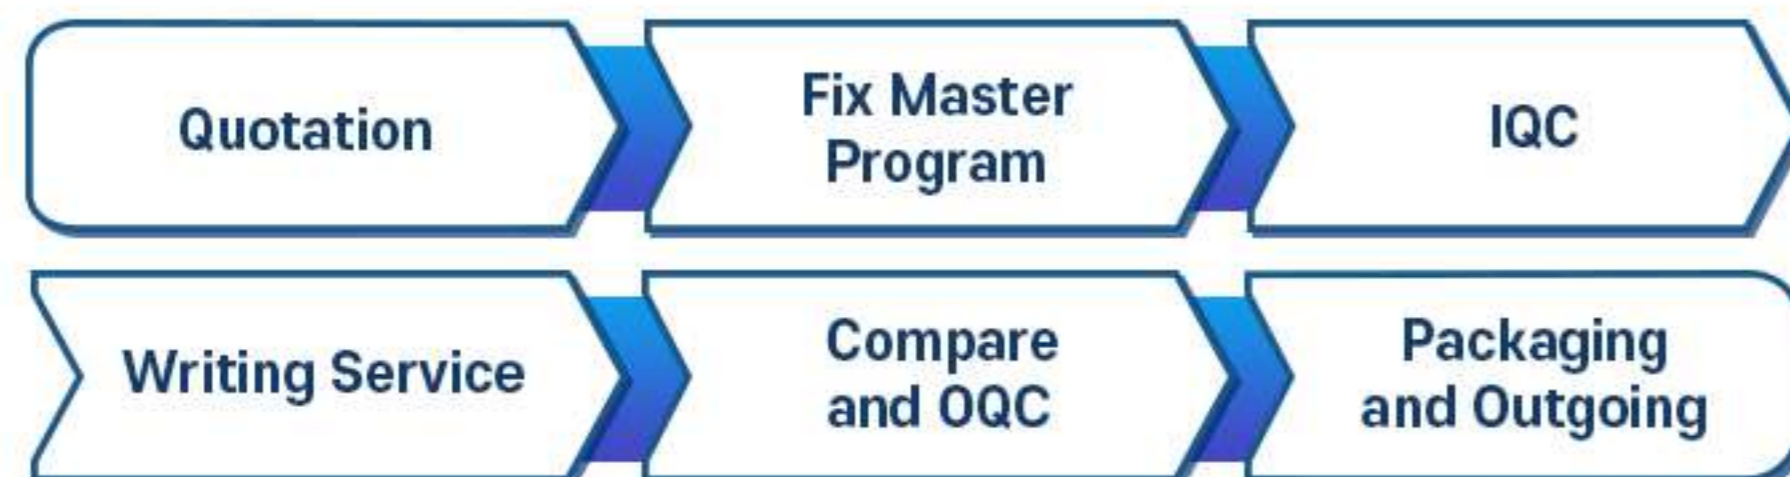 Quotation
Fix Master
Program
IQC
Writing Service
Compare
and OQC
Packaging
and Outgoing